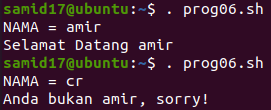 samid17@ubuntu:~$ . prog06.sh
NAMA = amir
Selamat Datang amir
samid17@ubuntu:~$ . prog06.sh
NAMA = cr
Anda bukan amir, sorry!